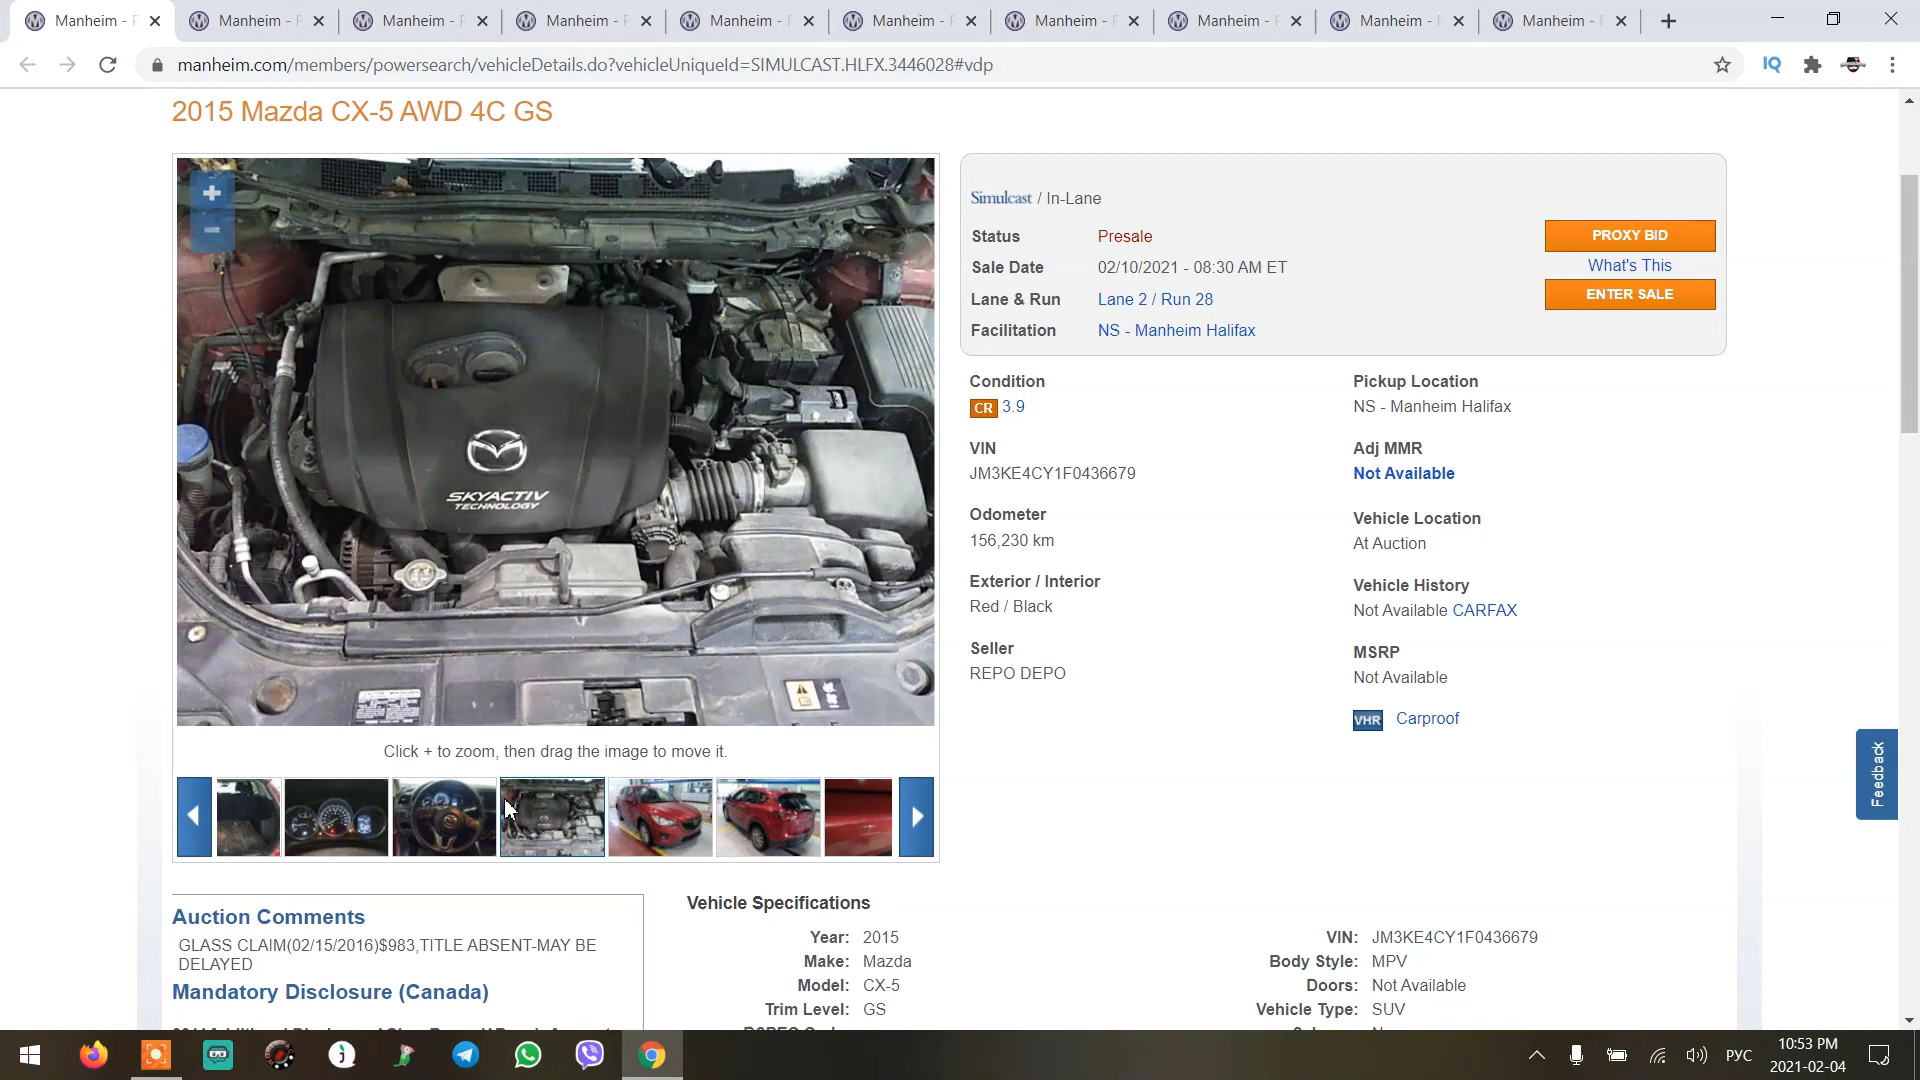 Manheim - P
Manheim - P
Manheim - P
Manheim - P
Manheim - P
Manheim - P
Manheim - P
Manheim - P
Manheim - P
Manheim - P
manheim.com/members/powersearch/vehicleDetails.do?vehicleUniqueId=SIMULCAST.HLFX.3446028#vdp
IQ
2015 Mazda CX-5 AWD 4C GS
SKYACTIV
TECHNOLOGY
Click + to zoom, then drag the image to move it.
Simulcast / In-Lane
Status Presale
Sale Date 02/10/2021 - 08:30 AM ET
Lane & Run Lane 2 / Run 28
Facilitation NS - Manheim Halifax
PROXY BID
What's This
ENTER SALE
Condition
CR 3.9
VIN
JM3KE4CY1F0436679
Odometer
156,230 km
Exterior / Interior
Red / Black
Seller
REPO DEPO
Pickup Location
NS - Manheim Halifax
Adj MMR
Not Available
Vehicle Location
At Auction
Vehicle History
Not Available CARFAX
MSRP
Not Available
VHR Carproof
Feedback
Auction Comments
GLASS CLAIM(02/15/2016)$983,TITLE ABSENT-MAY BE
DELAYED
Mandatory Disclosure (Canada)
Vehicle Specifications
Year: 2015
Make: Mazda
Model: CX-5
Trim Level: GS
VIN: JM3KE4CY1F0436679
Body Style: MPV
Doors: Not Available
Vehicle Type: SUV
РУС
10:53 PM
2021-02-04